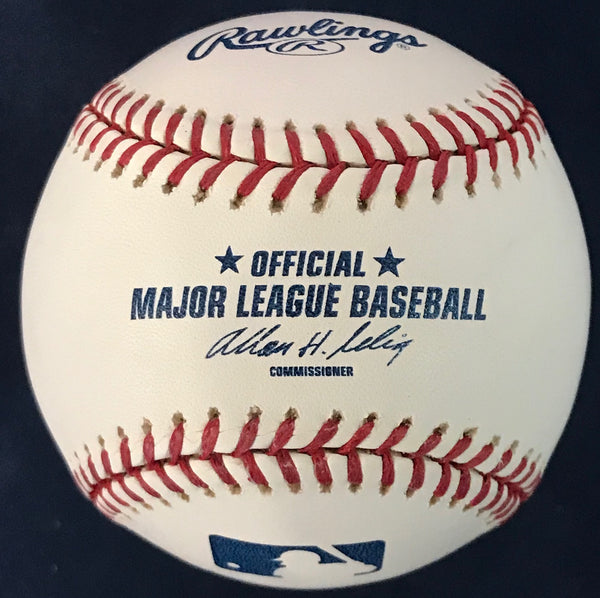 Rawlings ®
R
★ OFFICIAL ★
MAJOR LEAGUE BASEBALL
Allan H. Selig
COMMISSIONER